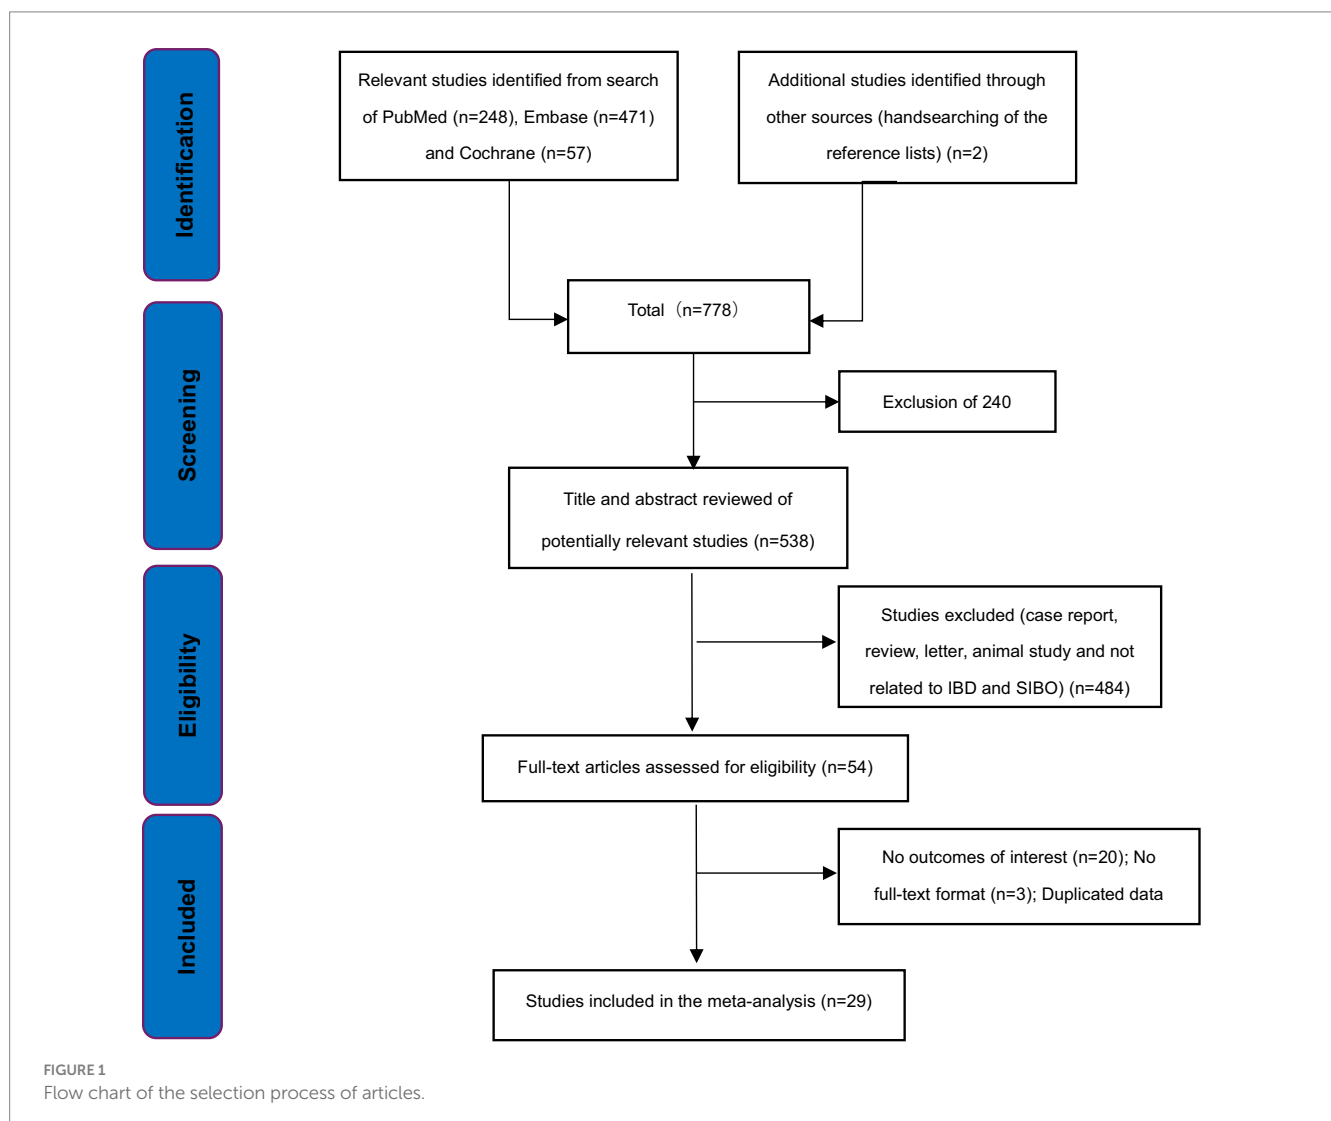 Identification
Relevant studies identified from search
of PubMed (n=248), Embase (n=471)
and Cochrane (n=57)
Additional studies identified through
other sources (handsearching of the
reference lists) (n=2)
Total（n=778）
Screening
Exclusion of 240
Title and abstract reviewed of
potentially relevant studies (n=538)
Eligibility
Studies excluded (case report,
review, letter, animal study and not
related to IBD and SIBO) (n=484)
Full-text articles assessed for eligibility (n=54)
Included
No outcomes of interest (n=20); No
full-text format (n=3); Duplicated data
Studies included in the meta-analysis (n=29)
FIGURE 1
Flow chart of the selection process of articles.